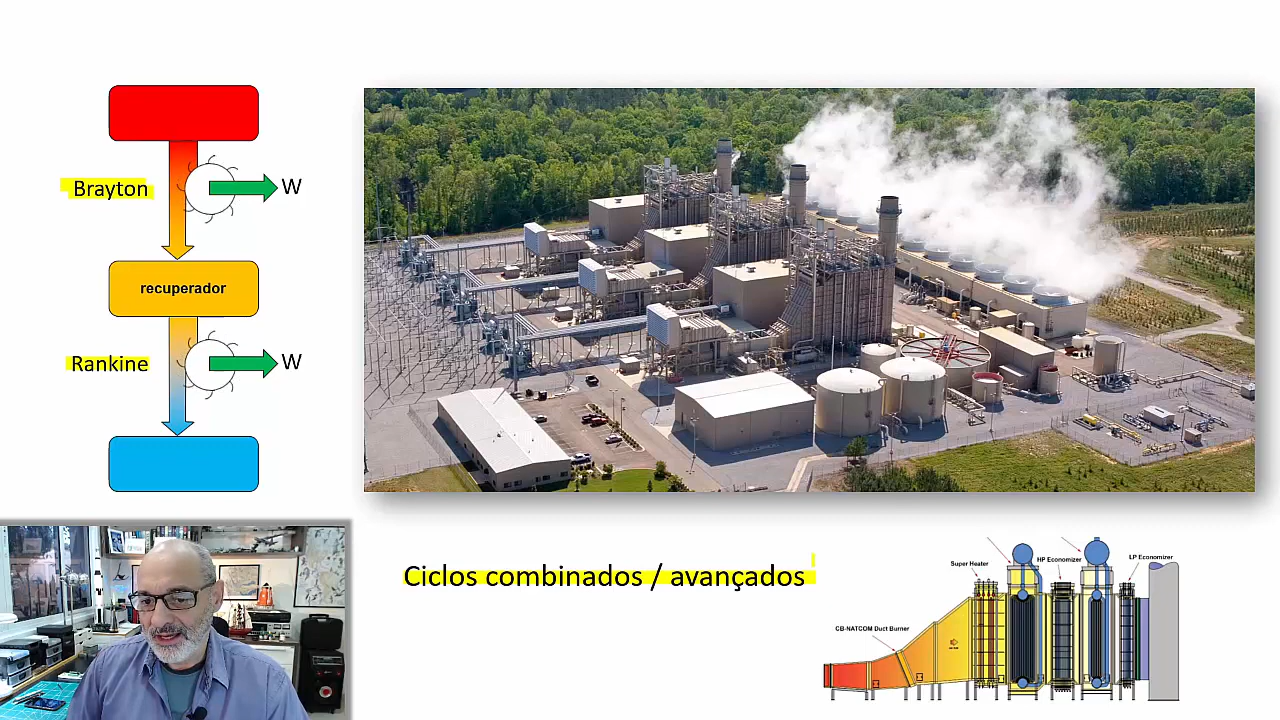 Brayton
W
recuperador
Rankine
W
Ciclos combinados / avançados
Super Heater
HP Economizer
LP Economizer
CB-NATCOM Duct Burner